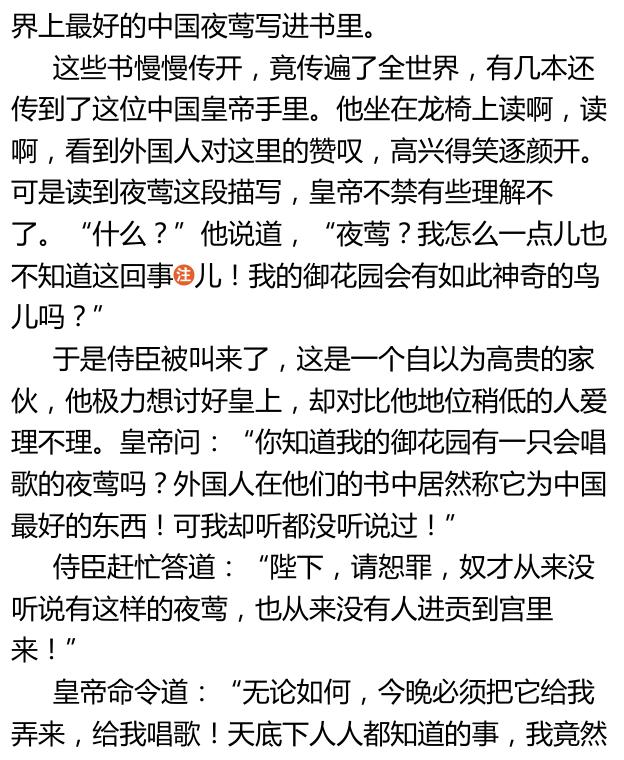 界上最好的中国夜莺写进书里。
这些书慢慢传开，竟传遍了全世界，有几本还
传到了这位中国皇帝手里。他坐在龙椅上读啊，读
啊，看到外国人对这里的赞叹，高兴得笑逐颜开。
可是读到夜莺这段描写，皇帝不禁有些理解不
了。“什么？”他说道，“夜莺？我怎么一点儿也
不知道这回事注儿！我的御花园会有如此神奇的鸟
儿吗？”
于是侍臣被叫来了，这是一个自以为高贵的家
伙，他极力想讨好皇上，却对比他地位稍低的人爱
理不理。皇帝问：“你知道我的御花园有一只会唱
歌的夜莺吗？外国人在他们的书中居然称它为中国
最好的东西！可我却听都没听说过！”
侍臣赶忙答道：“陛下，请恕罪，奴才从来没
听说有这样的夜莺，也从来没有人进贡到宫里
来！”
皇帝命令道：“无论如何，今晚必须把它给我
弄来，给我唱歌！天底下人人都知道的事，我竟然